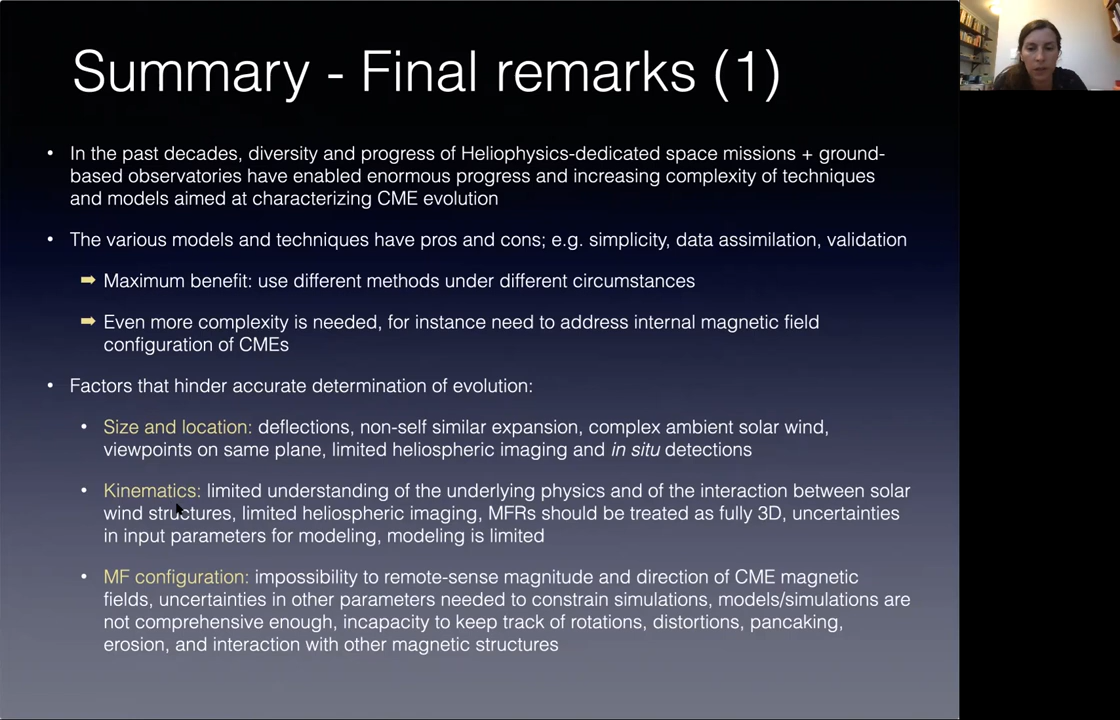 Summary - Final remarks (1)
• In the past decades, diversity and progress of Heliophysics-dedicated space missions + ground-
based observatories have enabled enormous progress and increasing complexity of techniques
and models aimed at characterizing CME evolution
• The various models and techniques have pros and cons; e.g. simplicity, data assimilation, validation
➡ Maximum benefit: use different methods under different circumstances
➡ Even more complexity is needed, for instance need to address internal magnetic field
configuration of CMEs
• Factors that hinder accurate determination of evolution:
• Size and location: deflections, non-self similar expansion, complex ambient solar wind,
viewpoints on same plane, limited heliospheric imaging and in situ detections
• Kinematics: limited understanding of the underlying physics and of the interaction between solar
wind structures, limited heliospheric imaging, MFRs should be treated as fully 3D, uncertainties
in input parameters for modeling, modeling is limited
• MF configuration: impossibility to remote-sense magnitude and direction of CME magnetic
fields, uncertainties in other parameters needed to constrain simulations, models/simulations are
not comprehensive enough, incapacity to keep track of rotations, distortions, pancaking,
erosion, and interaction with other magnetic structures